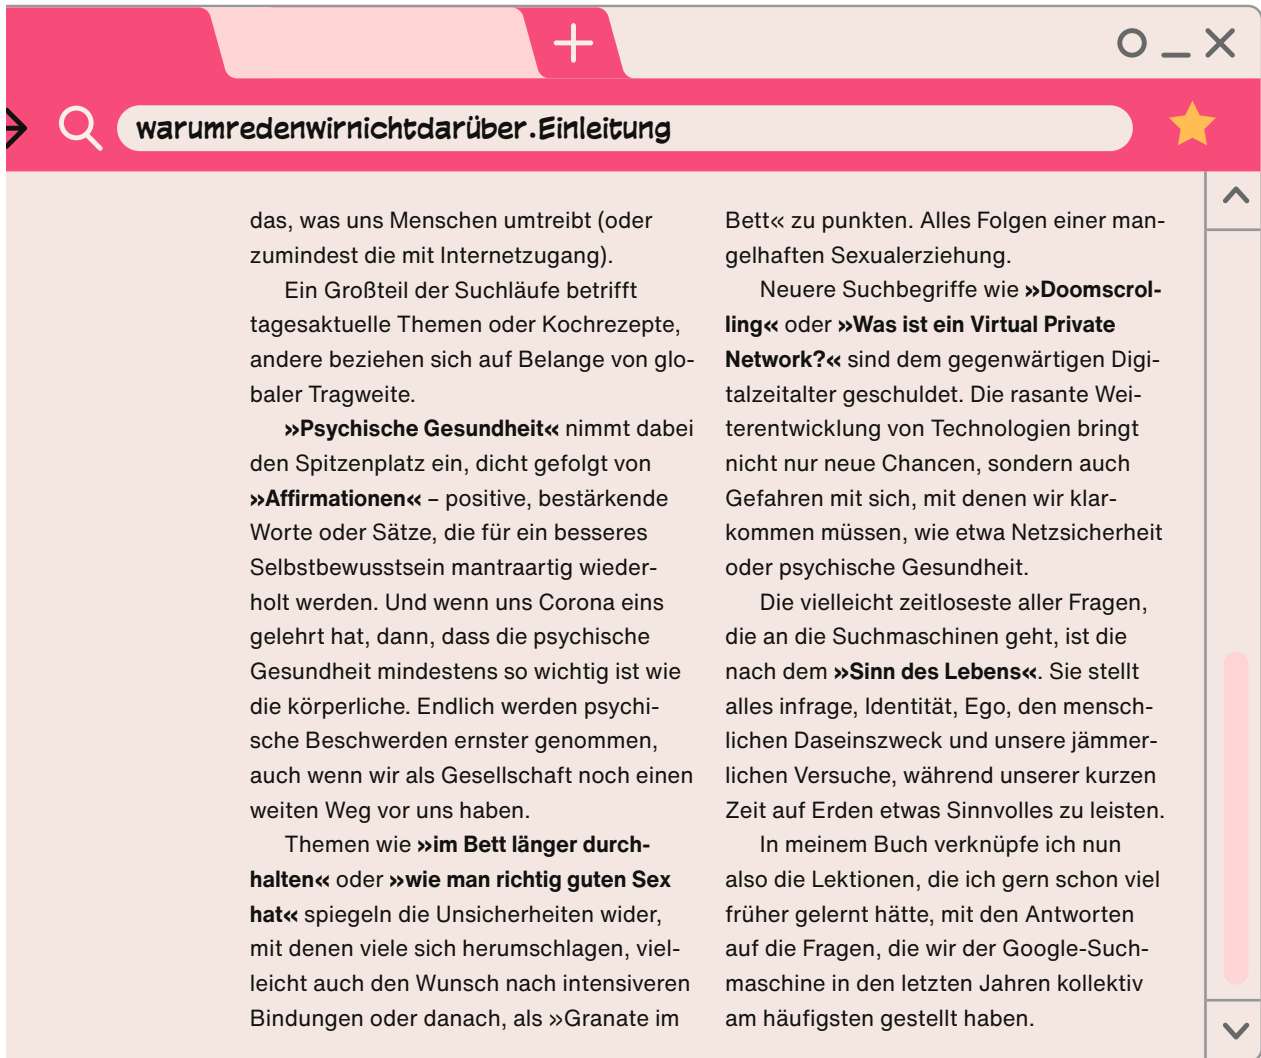 warumredenwirnichtdarüber.Einleitung
das, was uns Menschen umtreibt (oder
zumindest die mit Internetzugang).
Ein Großteil der Suchläufe betrifft
tagesaktuelle Themen oder Kochrezepte,
andere beziehen sich auf Belange von glo-
baler Tragweite.
»Psychische Gesundheit« nimmt dabei
den Spitzenplatz ein, dicht gefolgt von
»Affirmationen« – positive, bestärkende
Worte oder Sätze, die für ein besseres
Selbstbewusstsein mantraartig wieder-
holt werden. Und wenn uns Corona eins
gelehrt hat, dann, dass die psychische
Gesundheit mindestens so wichtig ist wie
die körperliche. Endlich werden psychi-
sche Beschwerden ernster genommen,
auch wenn wir als Gesellschaft noch einen
weiten Weg vor uns haben.
Themen wie »im Bett länger durch-
halten« oder »wie man richtig guten Sex
hat« spiegeln die Unsicherheiten wider,
mit denen viele sich herumschlagen, viel-
leicht auch den Wunsch nach intensiveren
Bindungen oder danach, als »Granate im
Bett« zu punkten. Alles Folgen einer man-
gelhaften Sexualerziehung.
Neuere Suchbegriffe wie »Doomscrol-
ling« oder »Was ist ein Virtual Private
Network?« sind dem gegenwärtigen Digi-
talzeitalter geschuldet. Die rasante Wei-
terentwicklung von Technologien bringt
nicht nur neue Chancen, sondern auch
Gefahren mit sich, mit denen wir klar-
kommen müssen, wie etwa Netzsicherheit
oder psychische Gesundheit.
Die vielleicht zeitloseste aller Fragen,
die an die Suchmaschinen geht, ist die
nach dem »Sinn des Lebens«. Sie stellt
alles infrage, Identität, Ego, den mensch-
lichen Daseinszweck und unsere jämmer-
lichen Versuche, während unserer kurzen
Zeit auf Erden etwas Sinnvolles zu leisten.
In meinem Buch verknüpfe ich nun
also die Lektionen, die ich gern schon viel
früher gelernt hätte, mit den Antworten
auf die Fragen, die wir der Google-Such-
maschine in den letzten Jahren kollektiv
am häufigsten gestellt haben.